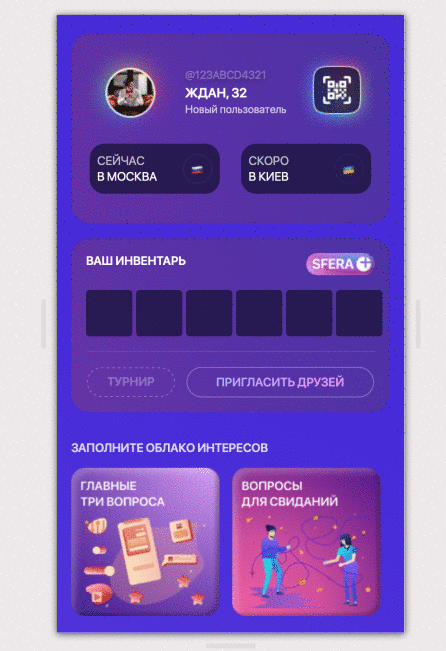 @123ABCD4321
ЖДАН, 32
Новый пользователь
СЕЙЧАС
В МОСКВА
СКОРО
В КИЕВ
ВАШ ИНВЕНТАРЬ
SFERA
ТУРНИР
ПРИГЛАСИТЬ ДРУЗЕЙ
ЗАПОЛНИТЕ ОБЛАКО ИНТЕРЕСОВ
ГЛАВНЫЕ
ТРИ ВОПРОСА
ВОПРОСЫ
ДЛЯ СВИДАНИЙ